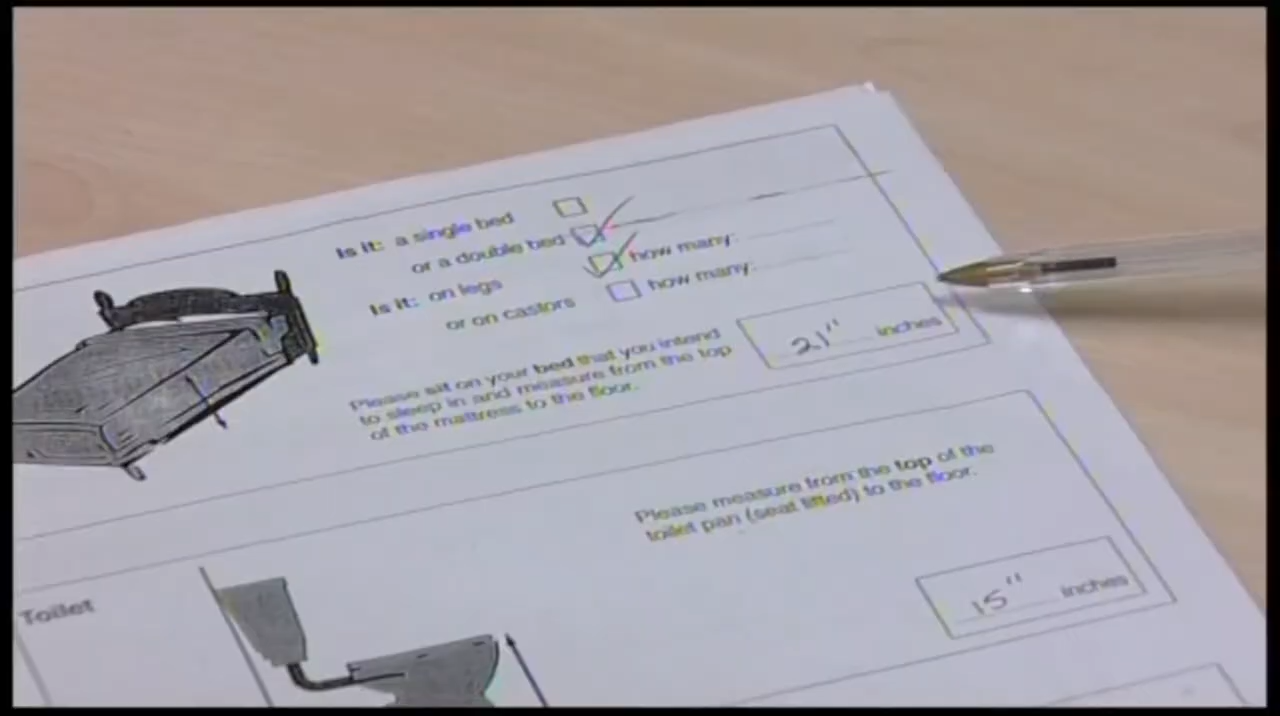 Is it: a single bed
or a double bed
Is it: on legs how many:
or on castors how many:
Please sit on your bed that you intend
to sleep in and measure from the top
of the mattress to the floor.
21" inches
Please measure from the top of the
toilet pan (seat lifted) to the floor.
15" inches
Toilet